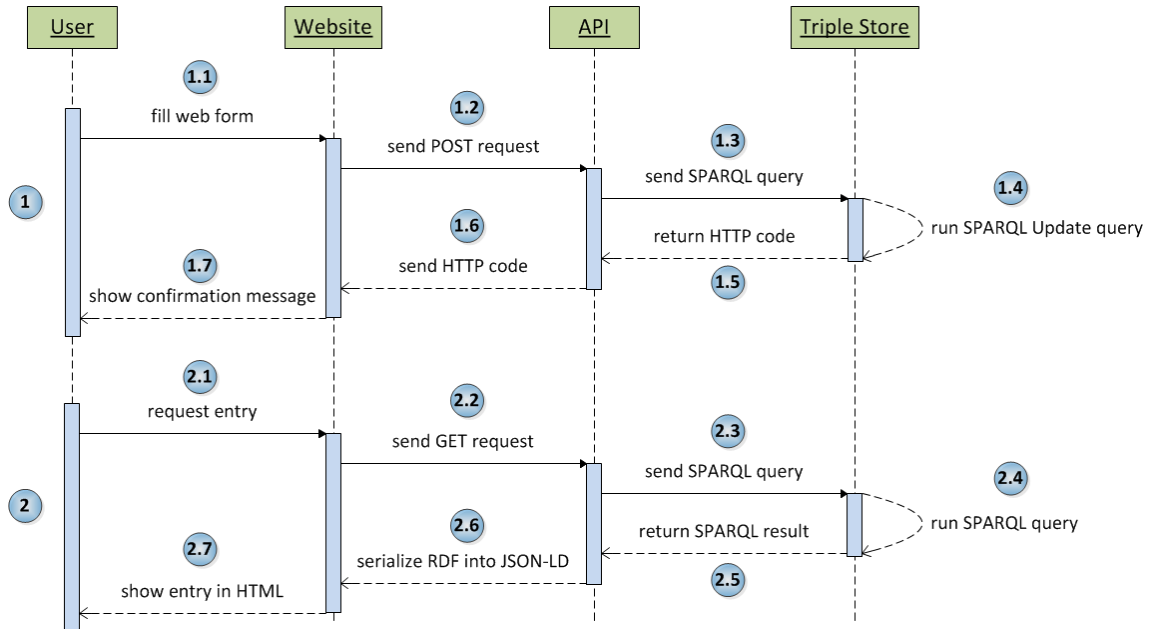 User
Website
API
Triple Store
1.1
fill web form
1.2
send POST request
1.3
send SPARQL query
1
1.4
run SPARQL Update query
return HTTP code
1.5
1.6
send HTTP code
1.7
show confirmation message
2.1
request entry
2.2
send GET request
2.3
send SPARQL query
2
2.4
run SPARQL query
return SPARQL result
2.5
2.6
serialize RDF into JSON-LD
2.7
show entry in HTML